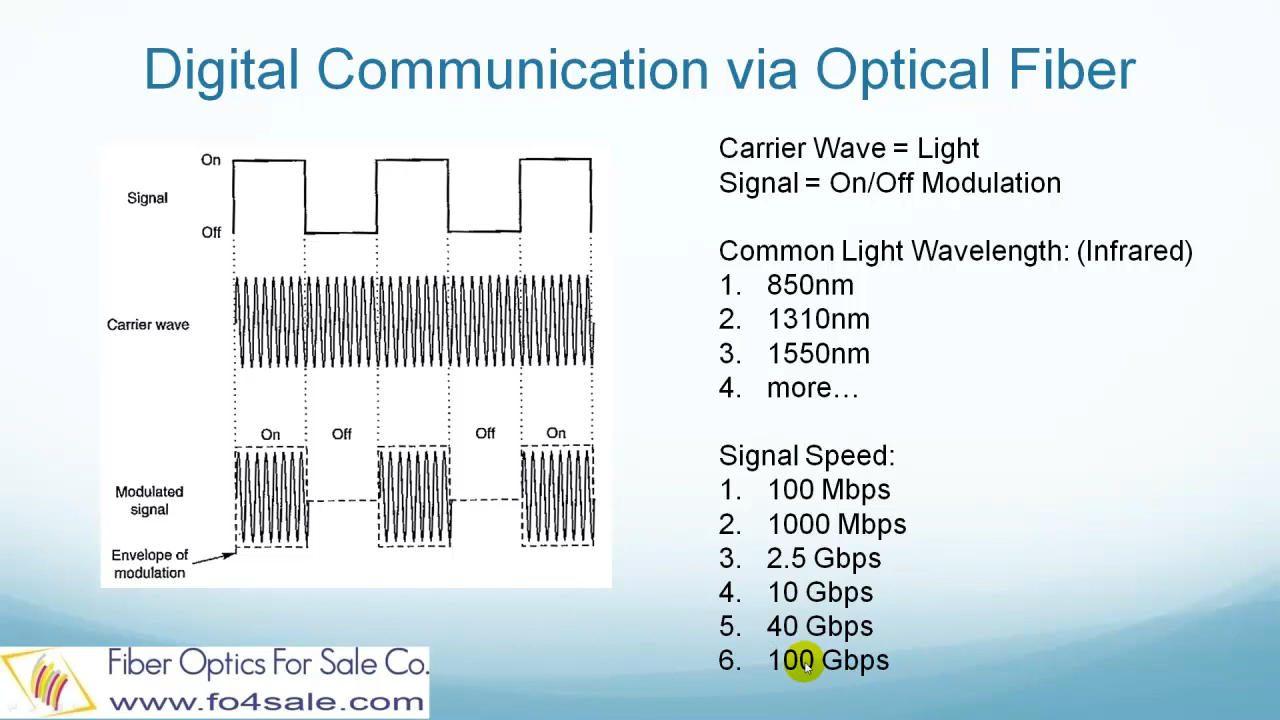 Digital Communication via Optical Fiber
On
Signal
Off
Carrier wave
On
Off
Off
On
Modulated
signal
Envelope of
modulation
Carrier Wave = Light
Signal = On/Off Modulation
Common Light Wavelength: (Infrared)
1. 850nm
2. 1310nm
3. 1550nm
4. more…
Signal Speed:
1. 100 Mbps
2. 1000 Mbps
3. 2.5 Gbps
4. 10 Gbps
5. 40 Gbps
6. 100 Gbps
Fiber Optics For Sale Co.
www.fo4sale.com